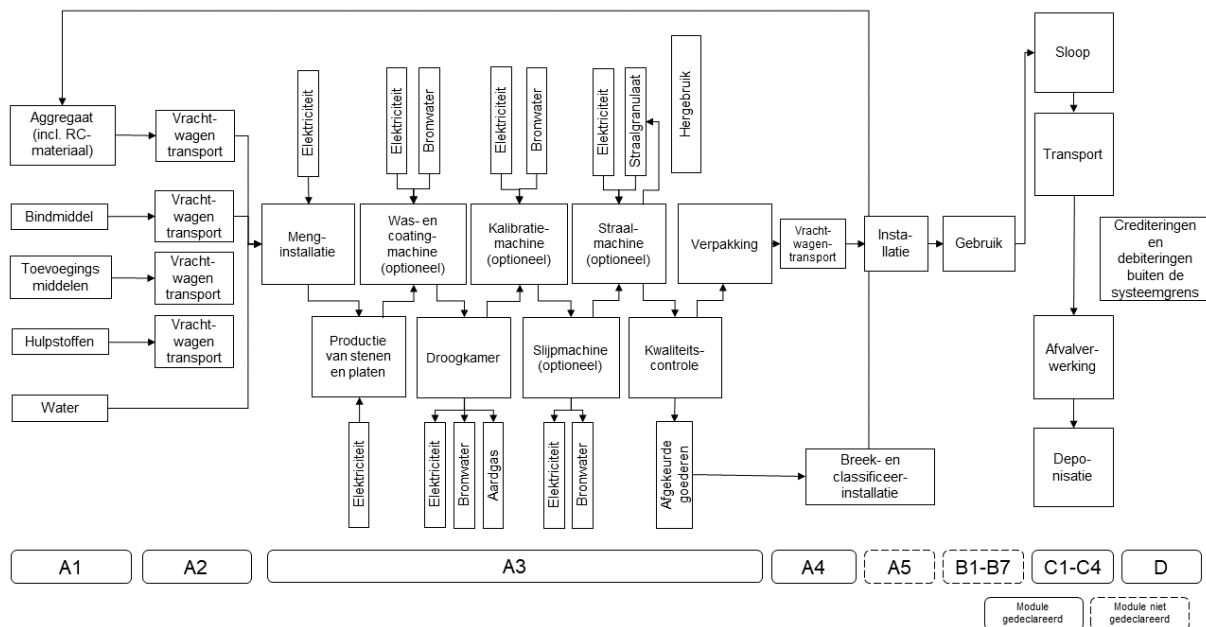 Aggregaat
(incl. RC-
materiaal)
Bindmiddel
Toevoegings
middelen
Hulpstoffen
Water
Vracht-
wagen
transport
Vracht-
wagen
transport
Vracht-
wagen
transport
Vracht-
wagen
transport
Elektriciteit
Meng-
installatie
Productie
van stenen
en platen
Elektriciteit
Elektriciteit
Bronwater
Was- en
coating-
machine
(optioneel)
Droogkamer
Elektriciteit
Bronwater
Aardgas
Elektriciteit
Bronwater
Kalibratie-
machine
(optioneel)
Slijpmachine
(optioneel)
Elektriciteit
Bronwater
Elektriciteit
Straalgranulaat
Hergebruik
Straal-
machine
(optioneel)
Kwaliteits-
controle
Afgekeurde
goederen
Verpakking
Vracht-
wagen-
transport
Insta-
llatie
Gebruik
Breek- en
classificeer-
installatie
Sloop
Transport
Afvalver-
werking
Depo-
nisatie
Crediteringen
en
debiteringen
buiten de
systeemgrens
A1
A2
A3
A4
A5
B1-B7
C1-C4
D
Module
gedeclareerd
Module niet
gedeclareerd